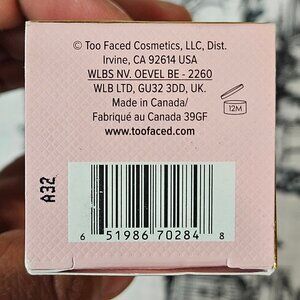 © Too Faced Cosmetics, LLC, Dist.
Irvine, CA 92614 USA
WLBS NV. OEVEL BE - 2260
WLB LTD, GU32 3DD, UK.
Made in Canada/
Fabriqué au Canada 39GF
www.toofaced.com
12M
A32
6 51986 70284 8